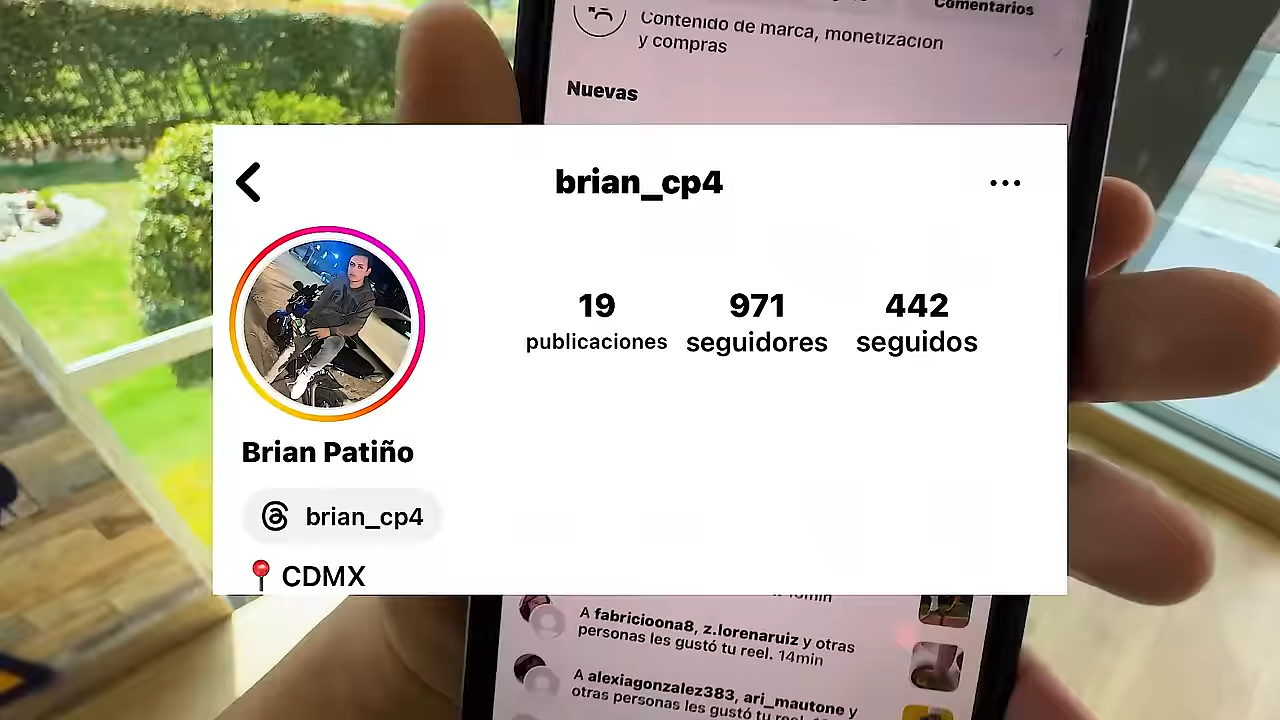 Comentarios
Contenido de marca, monetización
y compras
Nuevas
brian_cp4
19
publicaciones
971
seguidores
442
seguidos
Brian Patiño
brian_cp4
CDMX
A fabricioona8, z.lorenaruiz y otras
personas les gustó tu reel. 14min
A alexiagonzalez383, ari_mautone y
otras personas les gustó tu reel.